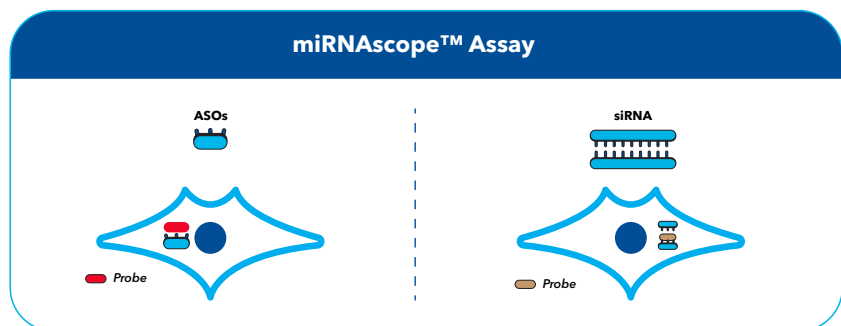 miRNAscope™ Assay
ASOs
siRNA
Probe
Probe